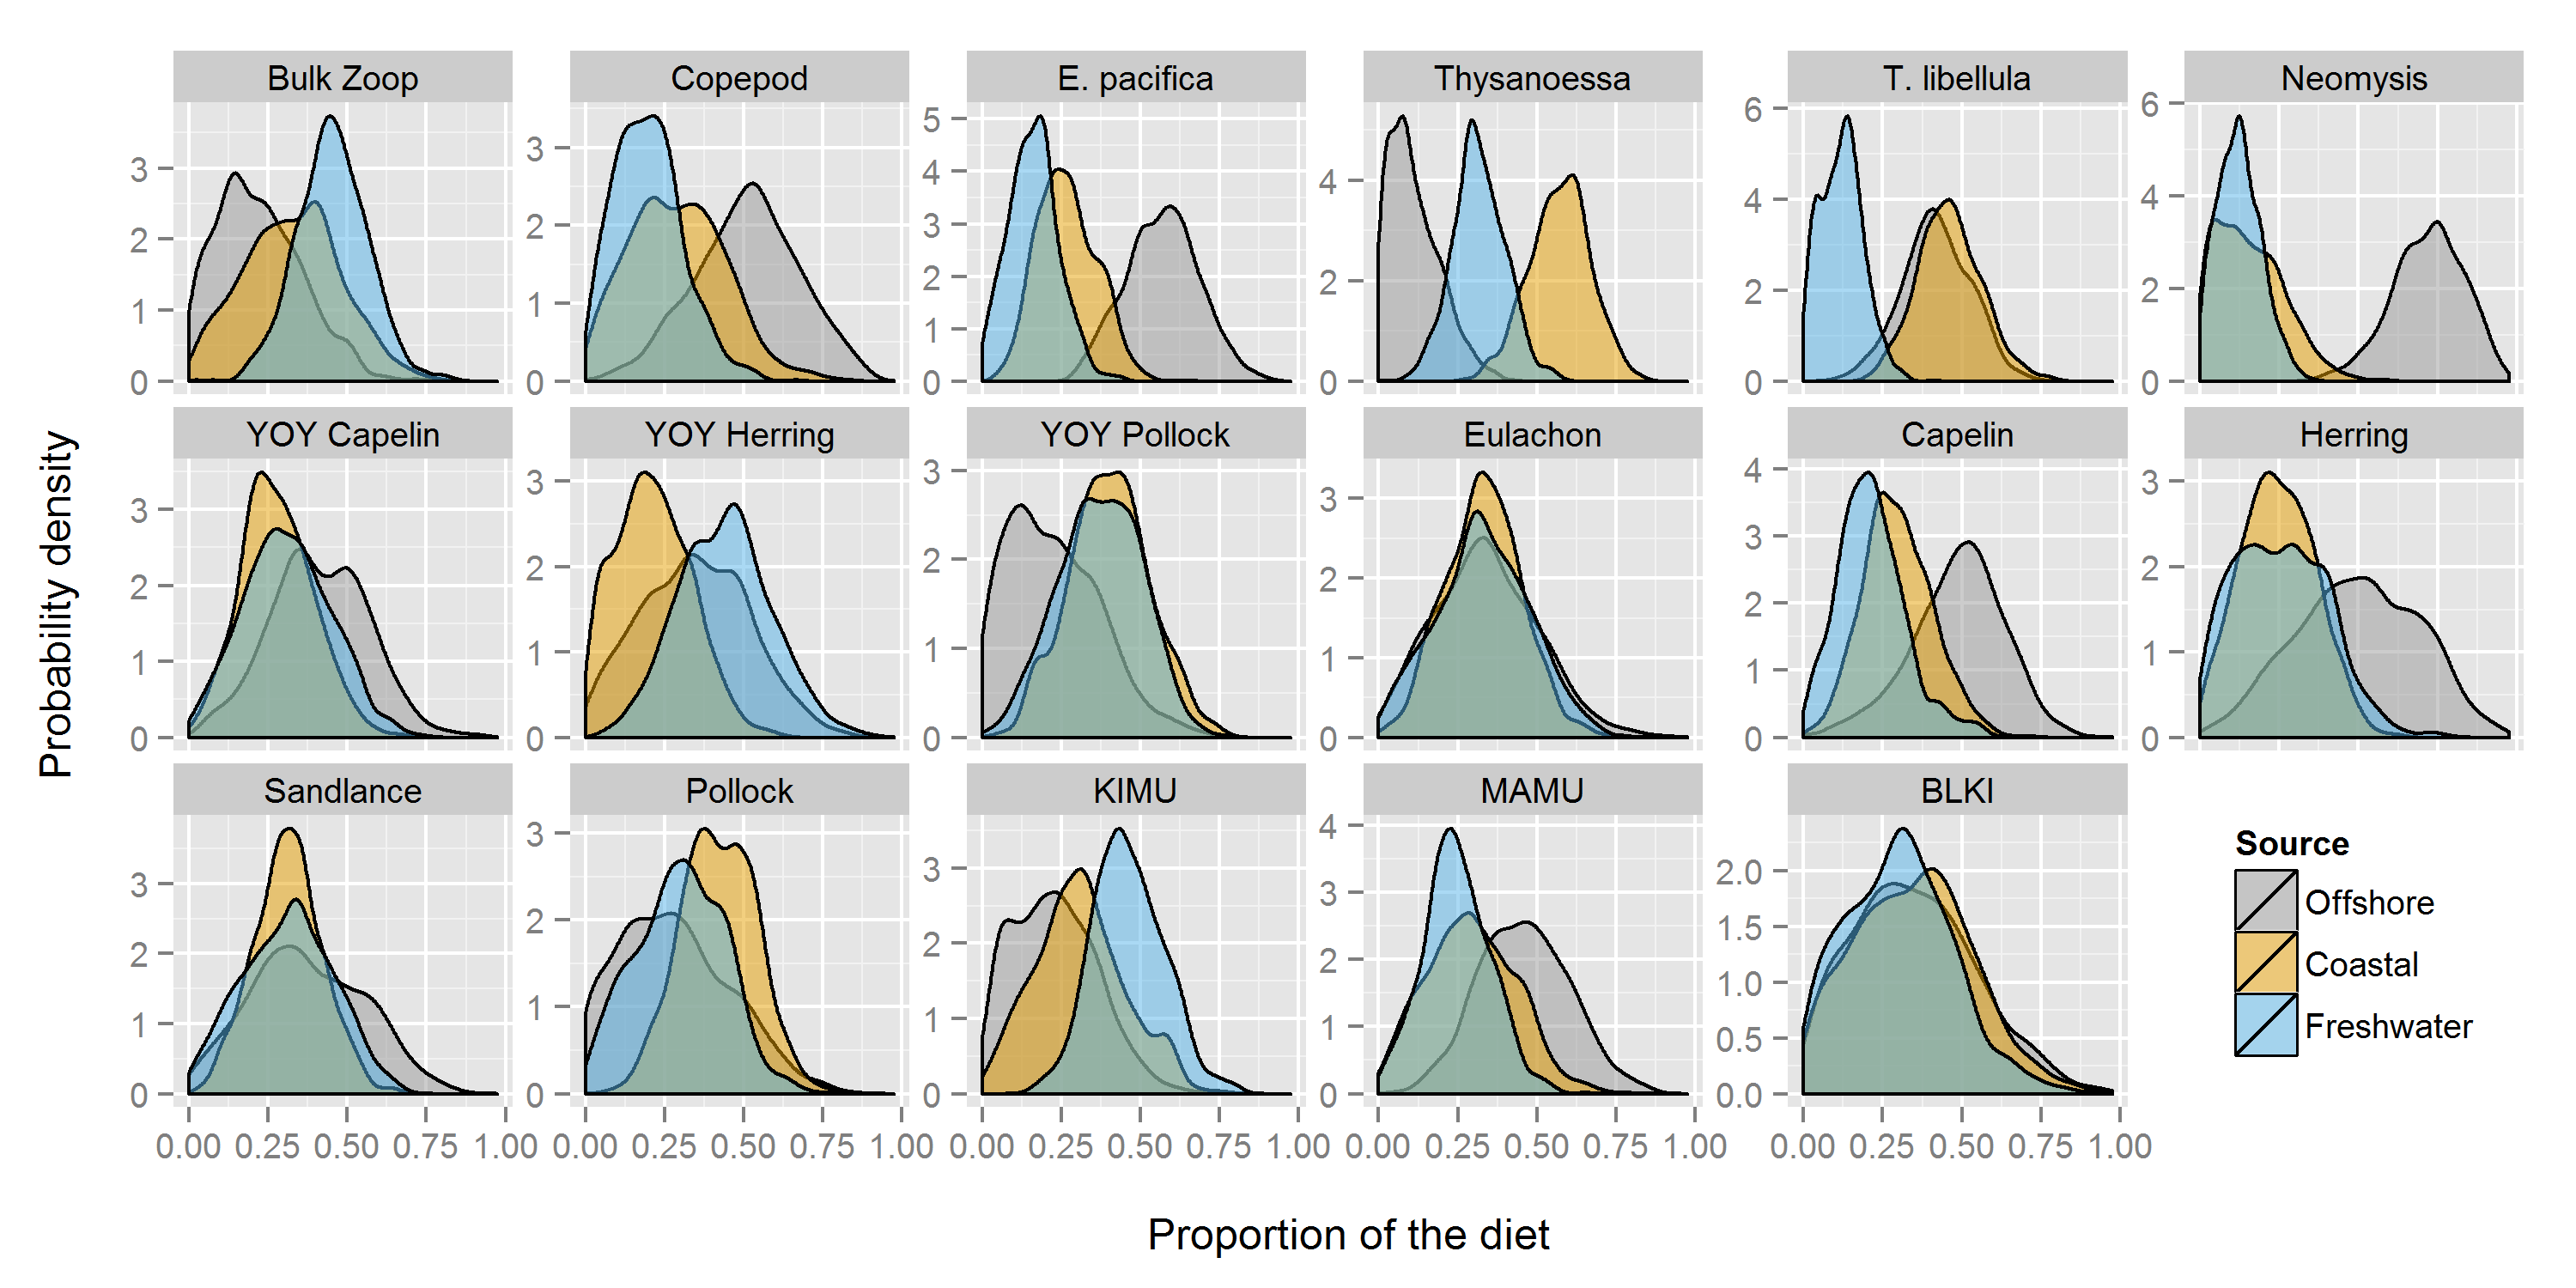 Bulk Zoop Copepod E. pacifica Thysanoessa T. libellula Neomysis
0 1 2 3
0 1 2 3
0 1 2 3 4 5
0 2 4
0 2 4 6
0 2 4 6
YOY Capelin YOY Herring YOY Pollock Eulachon Capelin Herring
0 1 2 3
0 1 2 3
0 1 2 3
0 1 2 3
0 1 2 3 4
0 1 2 3
Sandlance Pollock KIMU MAMU BLKI
0 1 2 3
0 1 2 3
0 1 2 3
0 1 2 3 4
0.0 0.5 1.0 1.5 2.0
0.00 0.25 0.50 0.75 1.00
0.00 0.25 0.50 0.75 1.00
0.00 0.25 0.50 0.75 1.00
0.00 0.25 0.50 0.75 1.00
0.00 0.25 0.50 0.75 1.00
Probability density
Proportion of the diet
Source
Offshore
Coastal
Freshwater